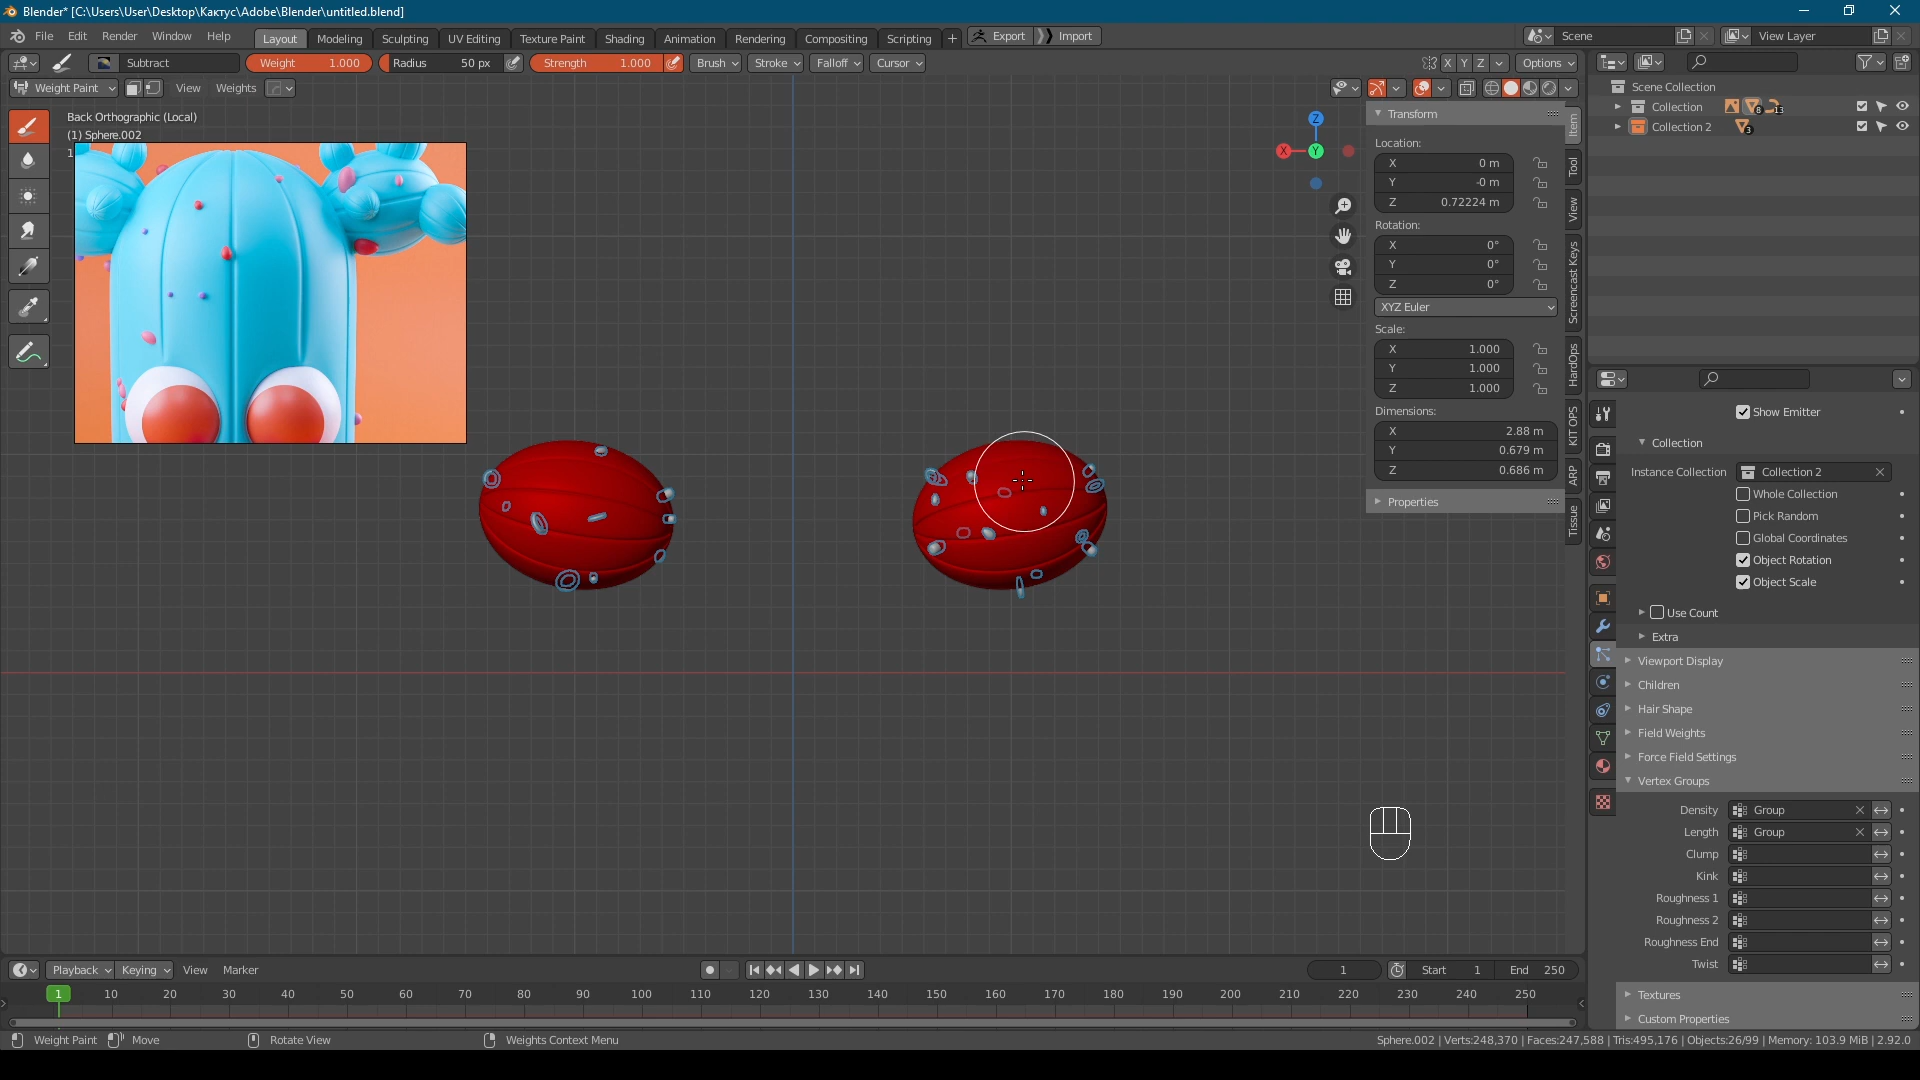 Blender* [C:\Users\User\Desktop\Кактус\Adobe\Blender\untitled.blend]
File Edit Render Window Help Layout Modeling Sculpting UV Editing Texture Paint Shading Animation Rendering Compositing Scripting + Export Import Scene View Layer
Subtract Weight 1.000 Radius 50 px Strength 1.000 Brush Stroke Falloff Cursor X Y Z Options
Weight Paint View Weights
Back Orthographic (Local)
(1) Sphere.002
1
Z
X
Y
Transform
Location:
X 0 m
Y -0 m
Z 0.72224 m
Rotation:
X 0°
Y 0°
Z 0°
XYZ Euler
Scale:
X 1.000
Y 1.000
Z 1.000
Dimensions:
X 2.88 m
Y 0.679 m
Z 0.686 m
Properties
Item
Tool
View
Screencast Keys
HardOps
KIT OPS
ARP
Tissue
Scene Collection
Collection 8 13
Collection 2 3
Show Emitter
Collection
Instance Collection Collection 2
Whole Collection
Pick Random
Global Coordinates
Object Rotation
Object Scale
Use Count
Extra
Viewport Display
Children
Hair Shape
Field Weights
Force Field Settings
Vertex Groups
Density Group
Length Group
Clump
Kink
Roughness 1
Roughness 2
Roughness End
Twist
Textures
Custom Properties
Playback Keying View Marker 1 Start 1 End 250
1 10 20 30 40 50 60 70 80 90 100 110 120 130 140 150 160 170 180 190 200 210 220 230 240 250
Weight Paint Move Rotate View Weights Context Menu Sphere.002 | Verts:248,370 | Faces:247,588 | Tris:495,176 | Objects:26/99 | Memory: 103.9 MiB | 2.92.0